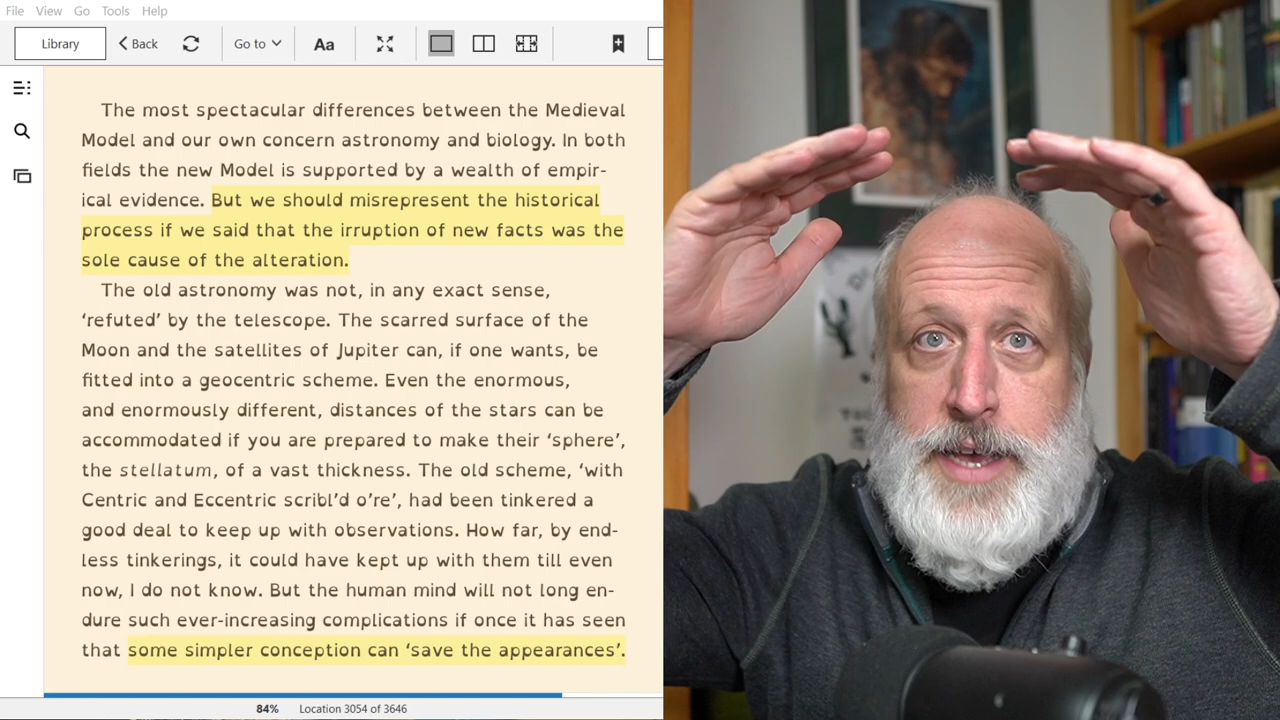 File View Go Tools Help
Library Back Go to Aa
The most spectacular differences between the Medieval
Model and our own concern astronomy and biology. In both
fields the new Model is supported by a wealth of empir-
ical evidence. But we should misrepresent the historical
process if we said that the irruption of new facts was the
sole cause of the alteration.
The old astronomy was not, in any exact sense,
‘refuted’ by the telescope. The scarred surface of the
Moon and the satellites of Jupiter can, if one wants, be
fitted into a geocentric scheme. Even the enormous,
and enormously different, distances of the stars can be
accommodated if you are prepared to make their ‘sphere’,
the stellatum, of a vast thickness. The old scheme, ‘with
Centric and Eccentric scribl’d o’re’, had been tinkered a
good deal to keep up with observations. How far, by end-
less tinkerings, it could have kept up with them till even
now, I do not know. But the human mind will not long en-
dure such ever-increasing complications if once it has seen
that some simpler conception can ‘save the appearances’.
84% Location 3054 of 3646